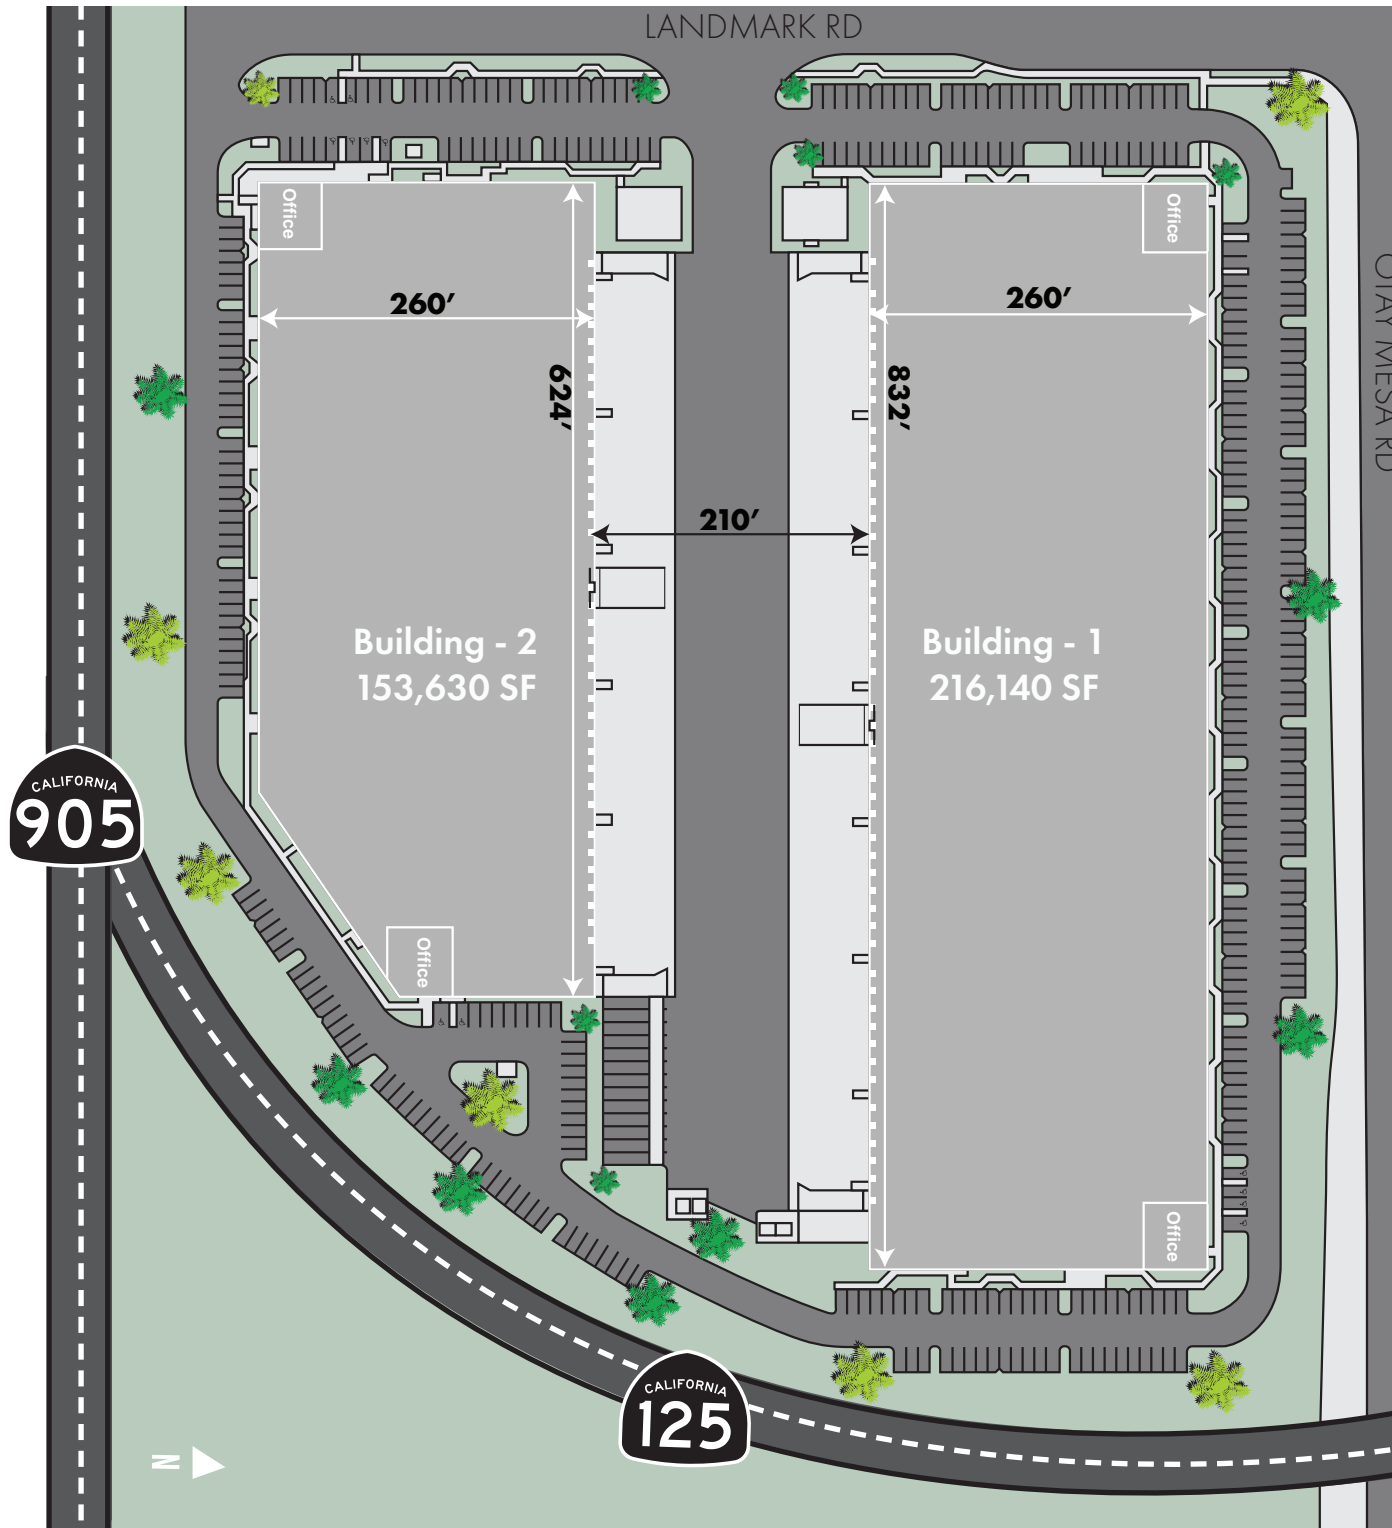 LANDMARK RD
Office
Office
260’
260’
OTAY MESA RD
624’
832’
210’
Building - 2
153,630 SF
Building - 1
216,140 SF
CALIFORNIA
905
Office
Office
CALIFORNIA
125
N